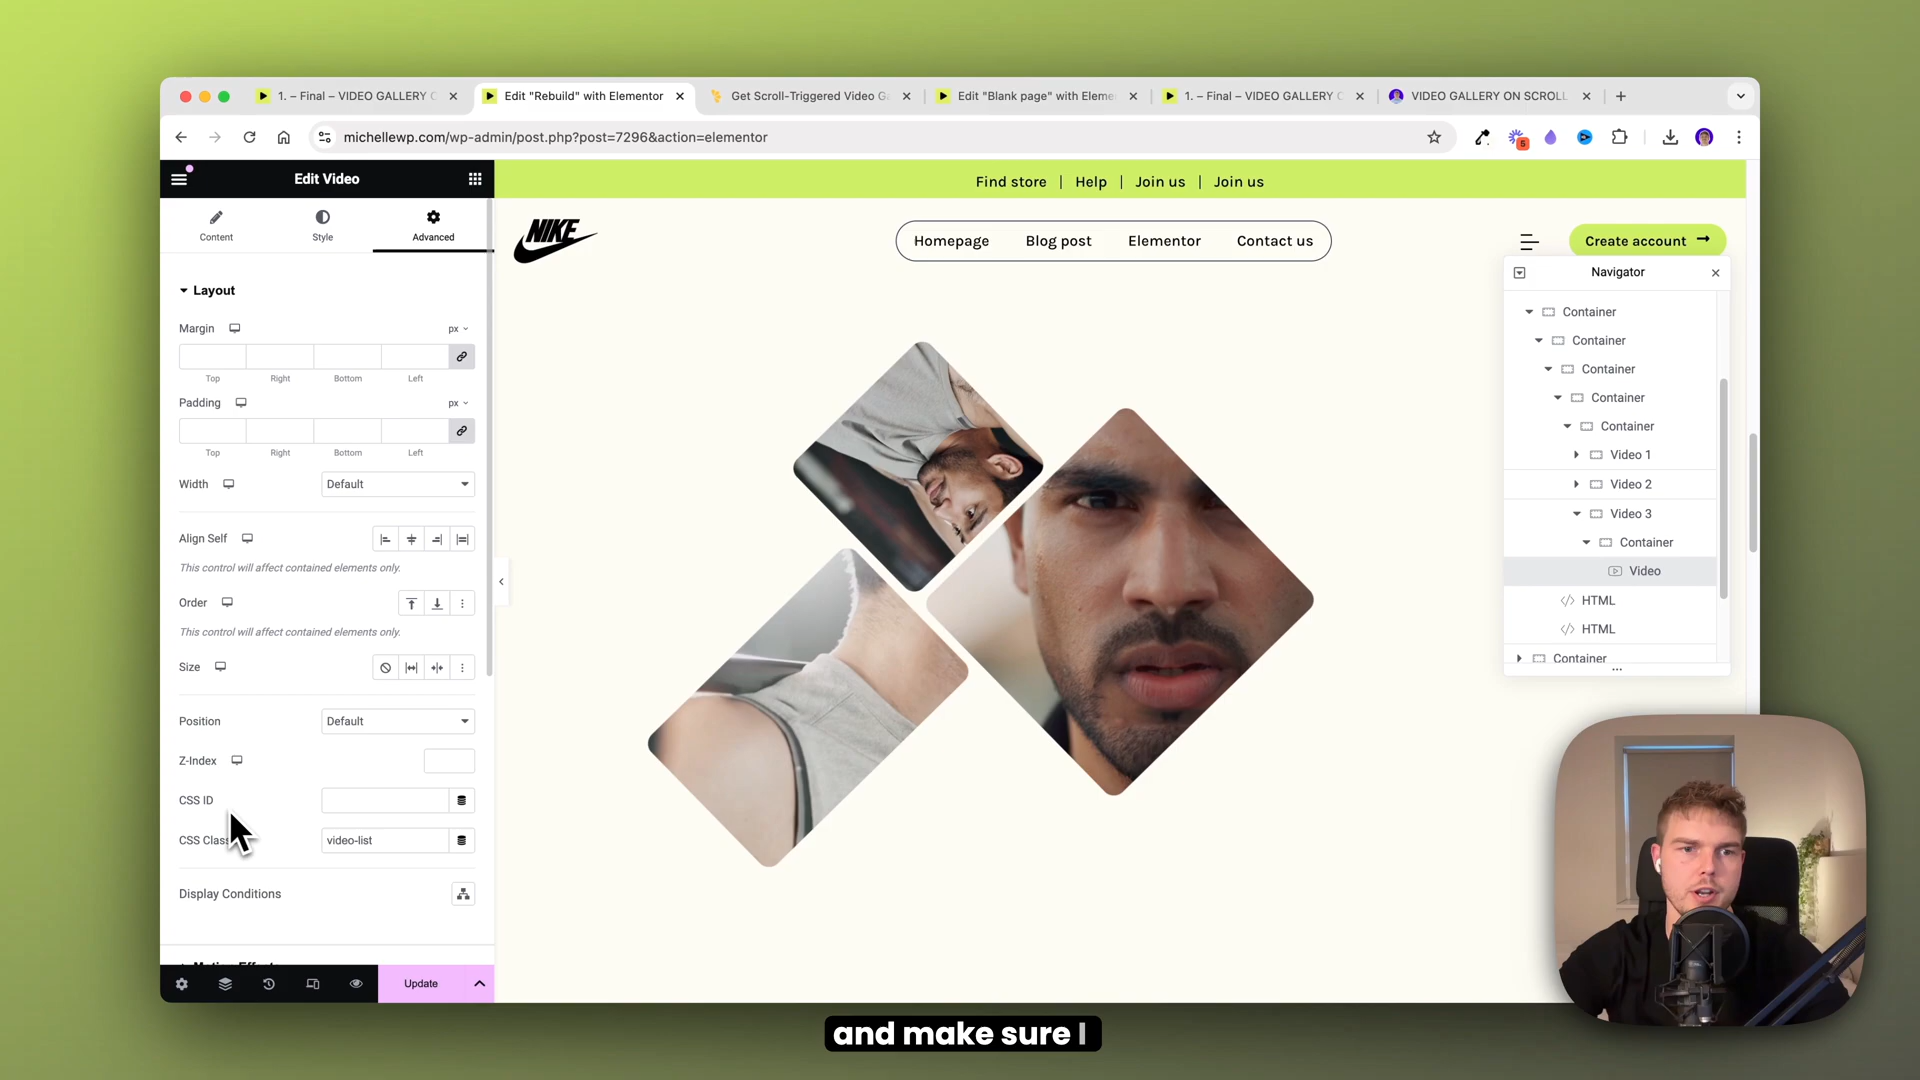 1. – Final – VIDEO GALLERY C
Edit "Rebuild" with Elementor
Get Scroll-Triggered Video Ga
Edit "Blank page" with Eleme
1. – Final – VIDEO GALLERY C
VIDEO GALLERY ON SCROLL
michellewp.com/wp-admin/post.php?post=7296&action=elementor
5
Edit Video
Find store | Help | Join us | Join us
Content
Style
Advanced
NIKE
Homepage
Blog post
Elementor
Contact us
Create account
Navigator
Layout
Margin
px
Top
Right
Bottom
Left
Padding
px
Top
Right
Bottom
Left
Width
Default
Align Self
This control will affect contained elements only.
Order
This control will affect contained elements only.
Size
Position
Default
Z-Index
CSS ID
CSS Class
video-list
Display Conditions
Motion Effects
Update
Container
Container
Container
Container
Container
Video 1
Video 2
Video 3
Container
Video
HTML
HTML
Container
and make sure I